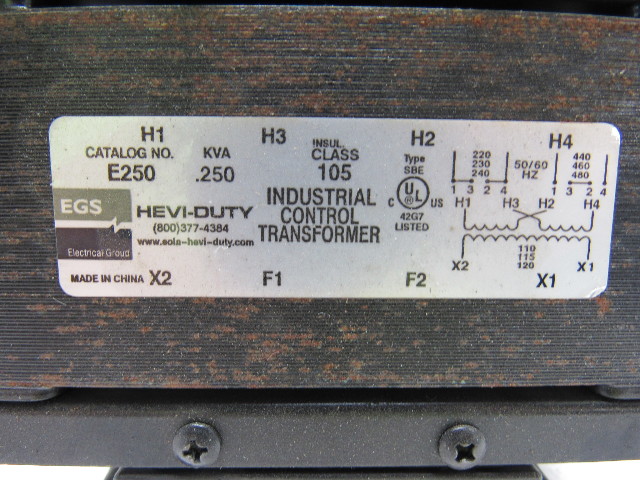 H1 H3 H2 H4
CATALOG NO. KVA INSUL. CLASS Type SBE
E250 .250 105
220
230
240
50/60
HZ
440
460
480
1 3 2 4 1 3 2 4
H1 H3 H2 H4
C UL US
42G7
LISTED
EGS
Electrical Group
HEVI-DUTY
(800)377-4384
www.sola-hevi-duty.com
INDUSTRIAL
CONTROL
TRANSFORMER
110
115
120
X2 X1
MADE IN CHINA X2 F1 F2 X1